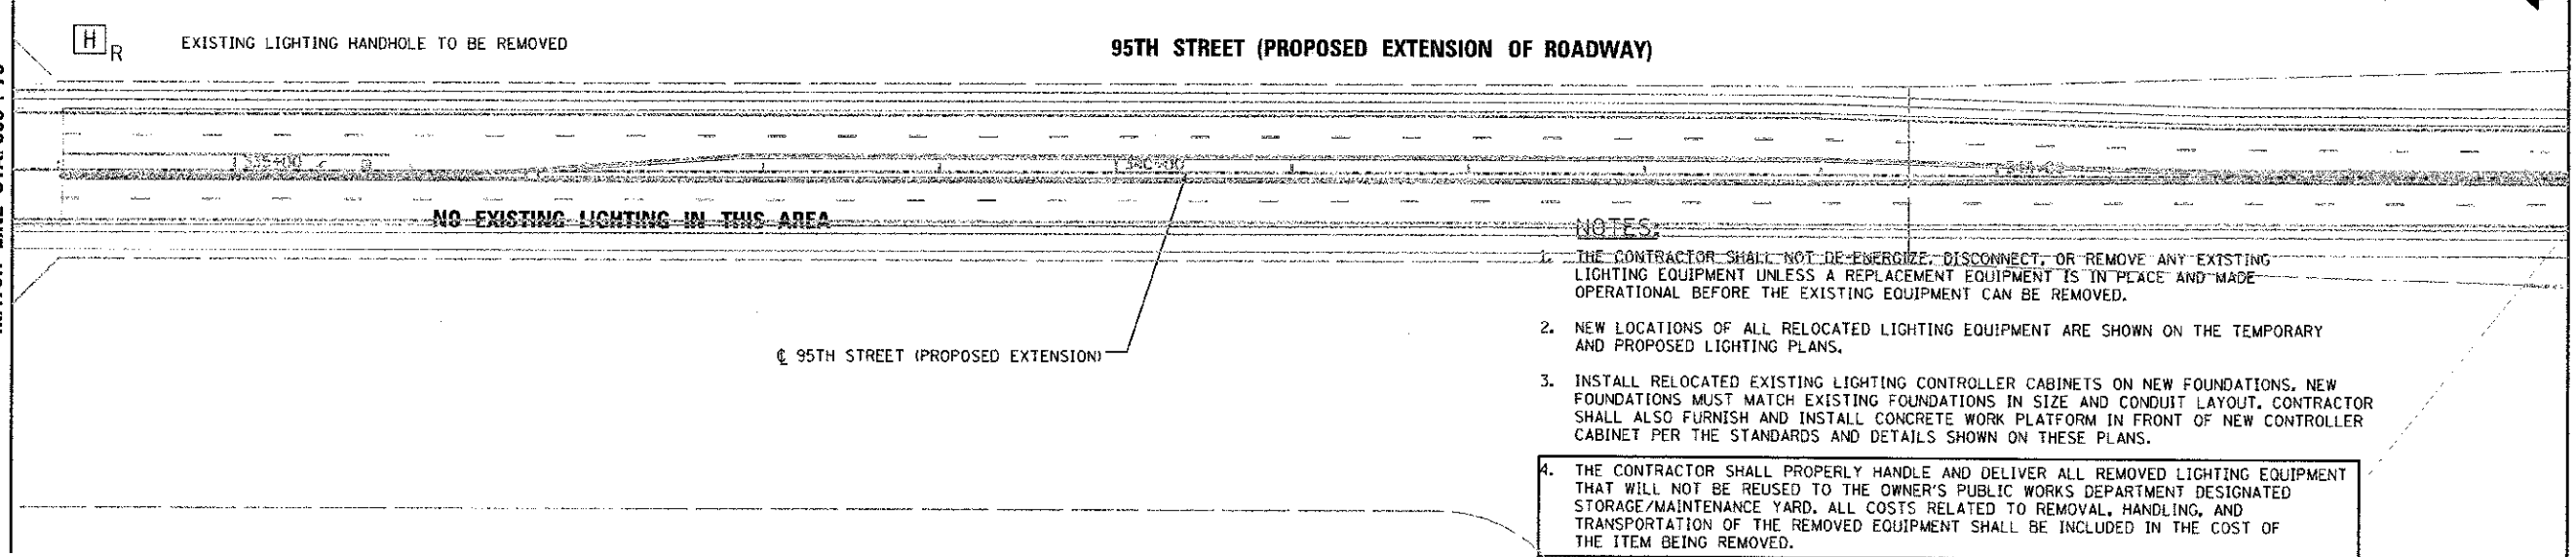 H R EXISTING LIGHTING HANDHOLE TO BE REMOVED
95TH STREET (PROPOSED EXTENSION OF ROADWAY)
NO EXISTING LIGHTING IN THIS AREA
℄ 95TH STREET (PROPOSED EXTENSION)
NOTES:
1. THE CONTRACTOR SHALL NOT DE-ENERGIZE, DISCONNECT, OR REMOVE ANY EXISTING
LIGHTING EQUIPMENT UNLESS A REPLACEMENT EQUIPMENT IS IN PLACE AND MADE
OPERATIONAL BEFORE THE EXISTING EQUIPMENT CAN BE REMOVED.
2. NEW LOCATIONS OF ALL RELOCATED LIGHTING EQUIPMENT ARE SHOWN ON THE TEMPORARY
AND PROPOSED LIGHTING PLANS.
3. INSTALL RELOCATED EXISTING LIGHTING CONTROLLER CABINETS ON NEW FOUNDATIONS. NEW
FOUNDATIONS MUST MATCH EXISTING FOUNDATIONS IN SIZE AND CONDUIT LAYOUT. CONTRACTOR
SHALL ALSO FURNISH AND INSTALL CONCRETE WORK PLATFORM IN FRONT OF NEW CONTROLLER
CABINET PER THE STANDARDS AND DETAILS SHOWN ON THESE PLANS.
4. THE CONTRACTOR SHALL PROPERLY HANDLE AND DELIVER ALL REMOVED LIGHTING EQUIPMENT
THAT WILL NOT BE REUSED TO THE OWNER'S PUBLIC WORKS DEPARTMENT DESIGNATED
STORAGE/MAINTENANCE YARD. ALL COSTS RELATED TO REMOVAL, HANDLING, AND
TRANSPORTATION OF THE REMOVED EQUIPMENT SHALL BE INCLUDED IN THE COST OF
THE ITEM BEING REMOVED.